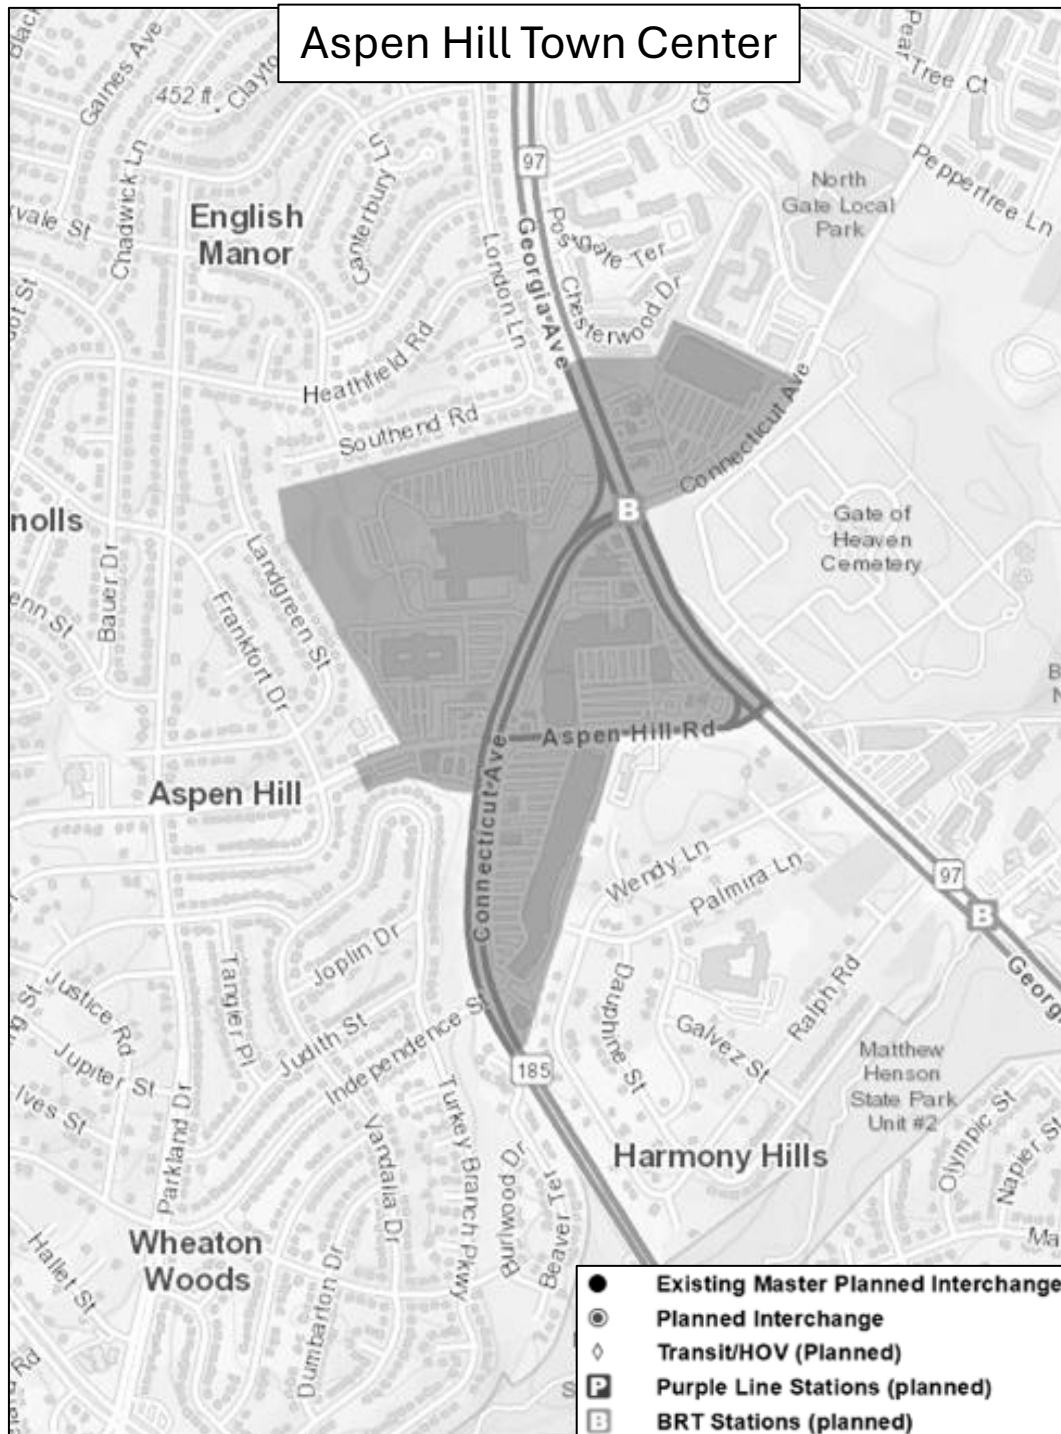 Aspen Hill Town Center
Gaines Ave
452 ft
Pear Tree Ct
97
North
Gate Local
Park
Peppertree Ln
Chadwick Ln
English
Manor
Canterbury Ln
London Ln
Georgia Ave
Postgate Ter
Chesterwood Dr
Heathfield Rd
Southend Rd
Connecticut Ave
B
Gate of
Heaven
Cemetery
Bauer Dr
Landgreen St
Frankfort Dr
Connecticut Ave
Aspen Hill Rd
Aspen Hill
Wendy Ln
Palmira Ln
97
B
Joplin Dr
Tangier Pl
Justice Rd
Jupiter St
Ives St
Judith St
Independence St
Dauphine St
Galvez St
Ralph Rd
Georg
Matthew
Henson
State Park
Unit #2
185
Parkland Dr
Vandalia Dr
Turkey Branch Pkwy
Burlwood Dr
Beaver Ter
Harmony Hills
Olympic St
Napier St
Wheaton
Woods
Hallet St
Dumbarton Dr
Existing Master Planned Interchange
Planned Interchange
Transit/HOV (Planned)
P Purple Line Stations (planned)
B BRT Stations (planned)